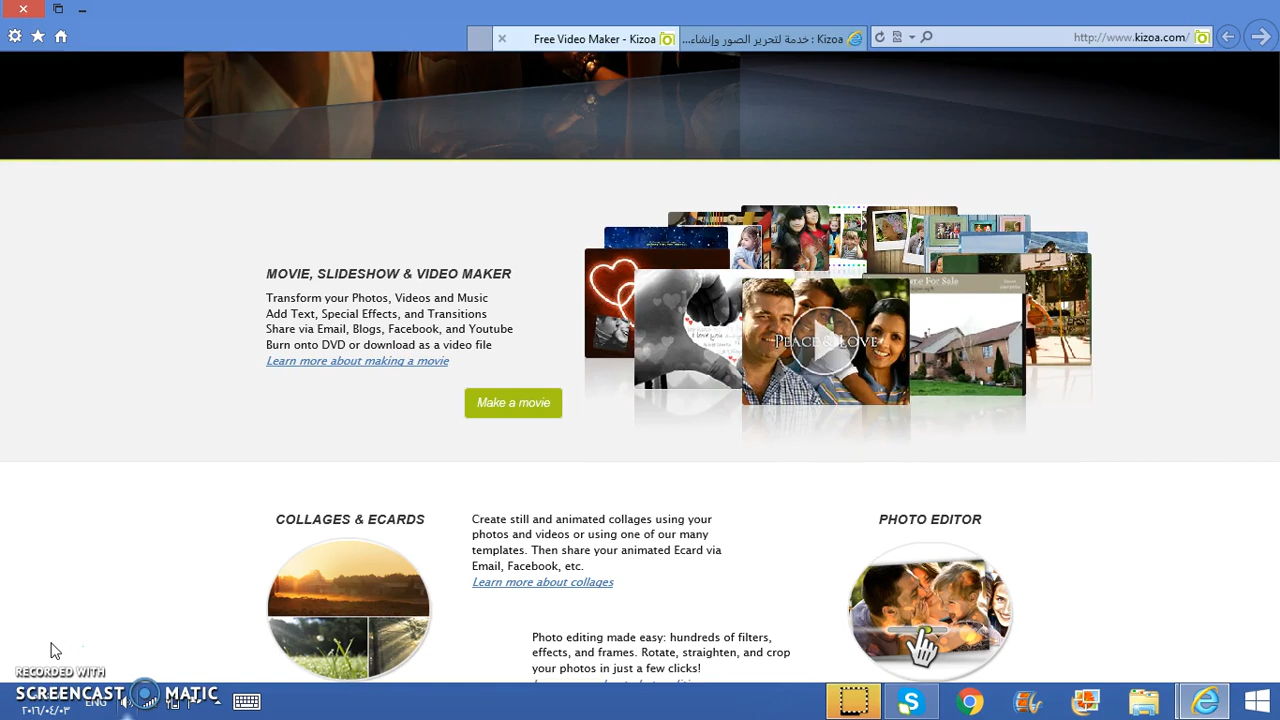 Free Video Maker - Kizoa
Kizoa : خدمة لتحرير الصور وإنشاء...
http://www.kizoa.com/
MOVIE, SLIDESHOW & VIDEO MAKER
Transform your Photos, Videos and Music
Add Text, Special Effects, and Transitions
Share via Email, Blogs, Facebook, and Youtube
Burn onto DVD or download as a video file
Learn more about making a movie
Make a movie
PEACE & LOVE
For Sale
COLLAGES & ECARDS
Create still and animated collages using your
photos and videos or using one of our many
templates. Then share your animated Ecard via
Email, Facebook, etc.
Learn more about collages
PHOTO EDITOR
Photo editing made easy: hundreds of filters,
effects, and frames. Rotate, straighten, and crop
your photos in just a few clicks!
RECORDED WITH
SCREENCAST MATIC
ENG
٢٠١٦/٠٤/٠٣